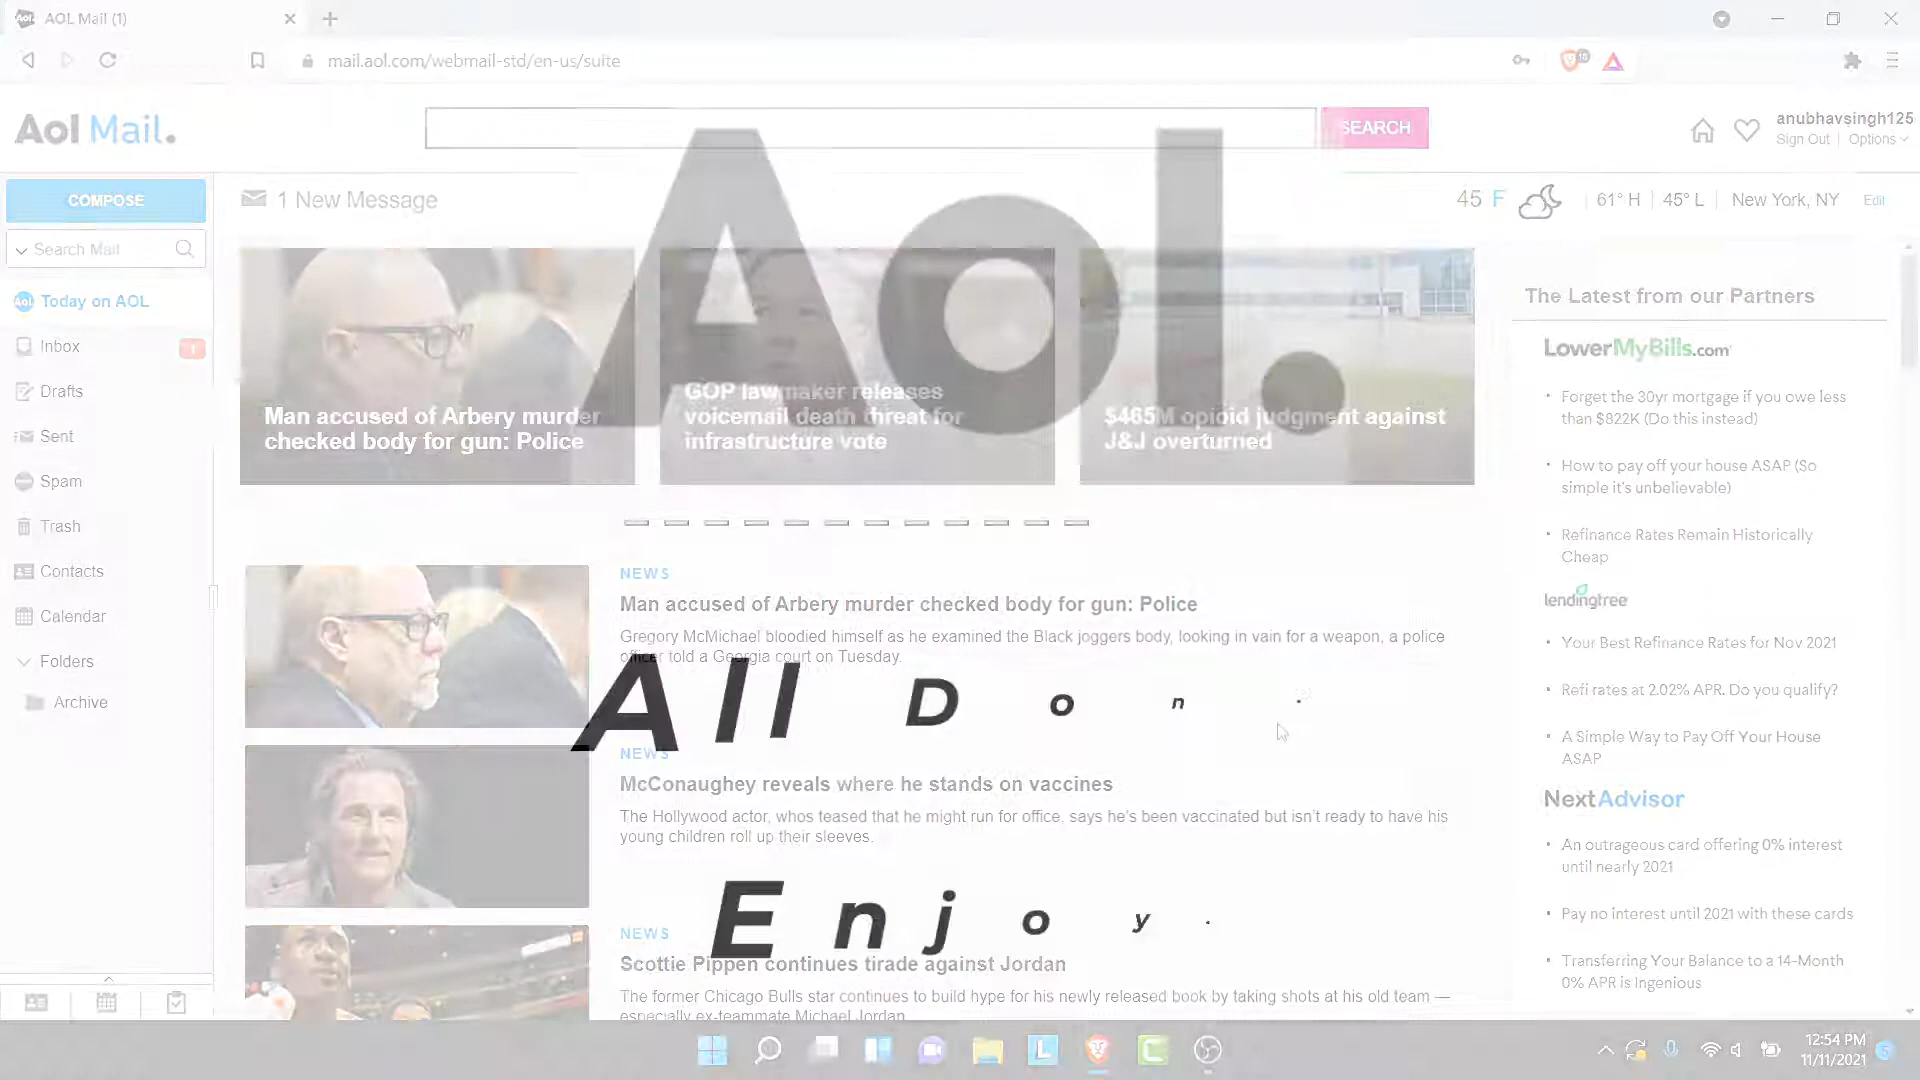 AOL Mail (1)
mail.aol.com/webmail-std/en-us/suite
Aol Mail.
SEARCH
anubhavsingh125
Sign Out | Options
COMPOSE
Search Mail
Today on AOL
Inbox 1
Drafts
Sent
Spam
Trash
Contacts
Calendar
Folders
Archive
1 New Message
45 F
61° H | 45° L | New York, NY
Edit
Aol.
Man accused of Arbery murder
checked body for gun: Police
GOP lawmaker releases
voicemail death threat for
infrastructure vote
$465M opioid judgment against
J&J overturned
NEWS
Man accused of Arbery murder checked body for gun: Police
Gregory McMichael bloodied himself as he examined the Black joggers body, looking in vain for a weapon, a police
officer told a Georgia court on Tuesday.
All Don
NEWS
McConaughey reveals where he stands on vaccines
The Hollywood actor, whos teased that he might run for office, says he's been vaccinated but isn't ready to have his
young children roll up their sleeves.
Enjoy.
NEWS
Scottie Pippen continues tirade against Jordan
The former Chicago Bulls star continues to build hype for his newly released book by taking shots at his old team —
especially ex-teammate Michael Jordan
The Latest from our Partners
LowerMyBills.com
Forget the 30yr mortgage if you owe less
than $822K (Do this instead)
How to pay off your house ASAP (So
simple it's unbelievable)
Refinance Rates Remain Historically
Cheap
lendingtree
Your Best Refinance Rates for Nov 2021
Refi rates at 2.02% APR. Do you qualify?
A Simple Way to Pay Off Your House
ASAP
NextAdvisor
An outrageous card offering 0% interest
until nearly 2021
Pay no interest until 2021 with these cards
Transferring Your Balance to a 14-Month
0% APR is Ingenious
12:54 PM
11/11/2021